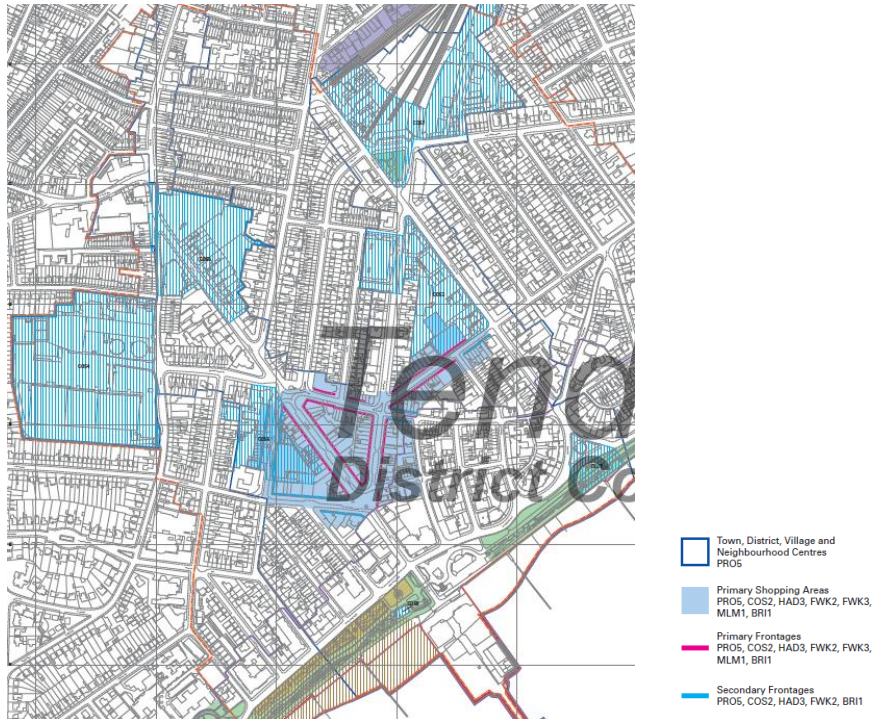 Tend
District Co
Town, District, Village and
Neighbourhood Centres
PRO5
Primary Shopping Areas
PRO5, COS2, HAD3, FWK2, FWK3,
MLM1, BRI1
Primary Frontages
PRO5, COS2, HAD3, FWK2, FWK3,
MLM1, BRI1
Secondary Frontages
PRO5, COS2, HAD3, FWK2, BRI1